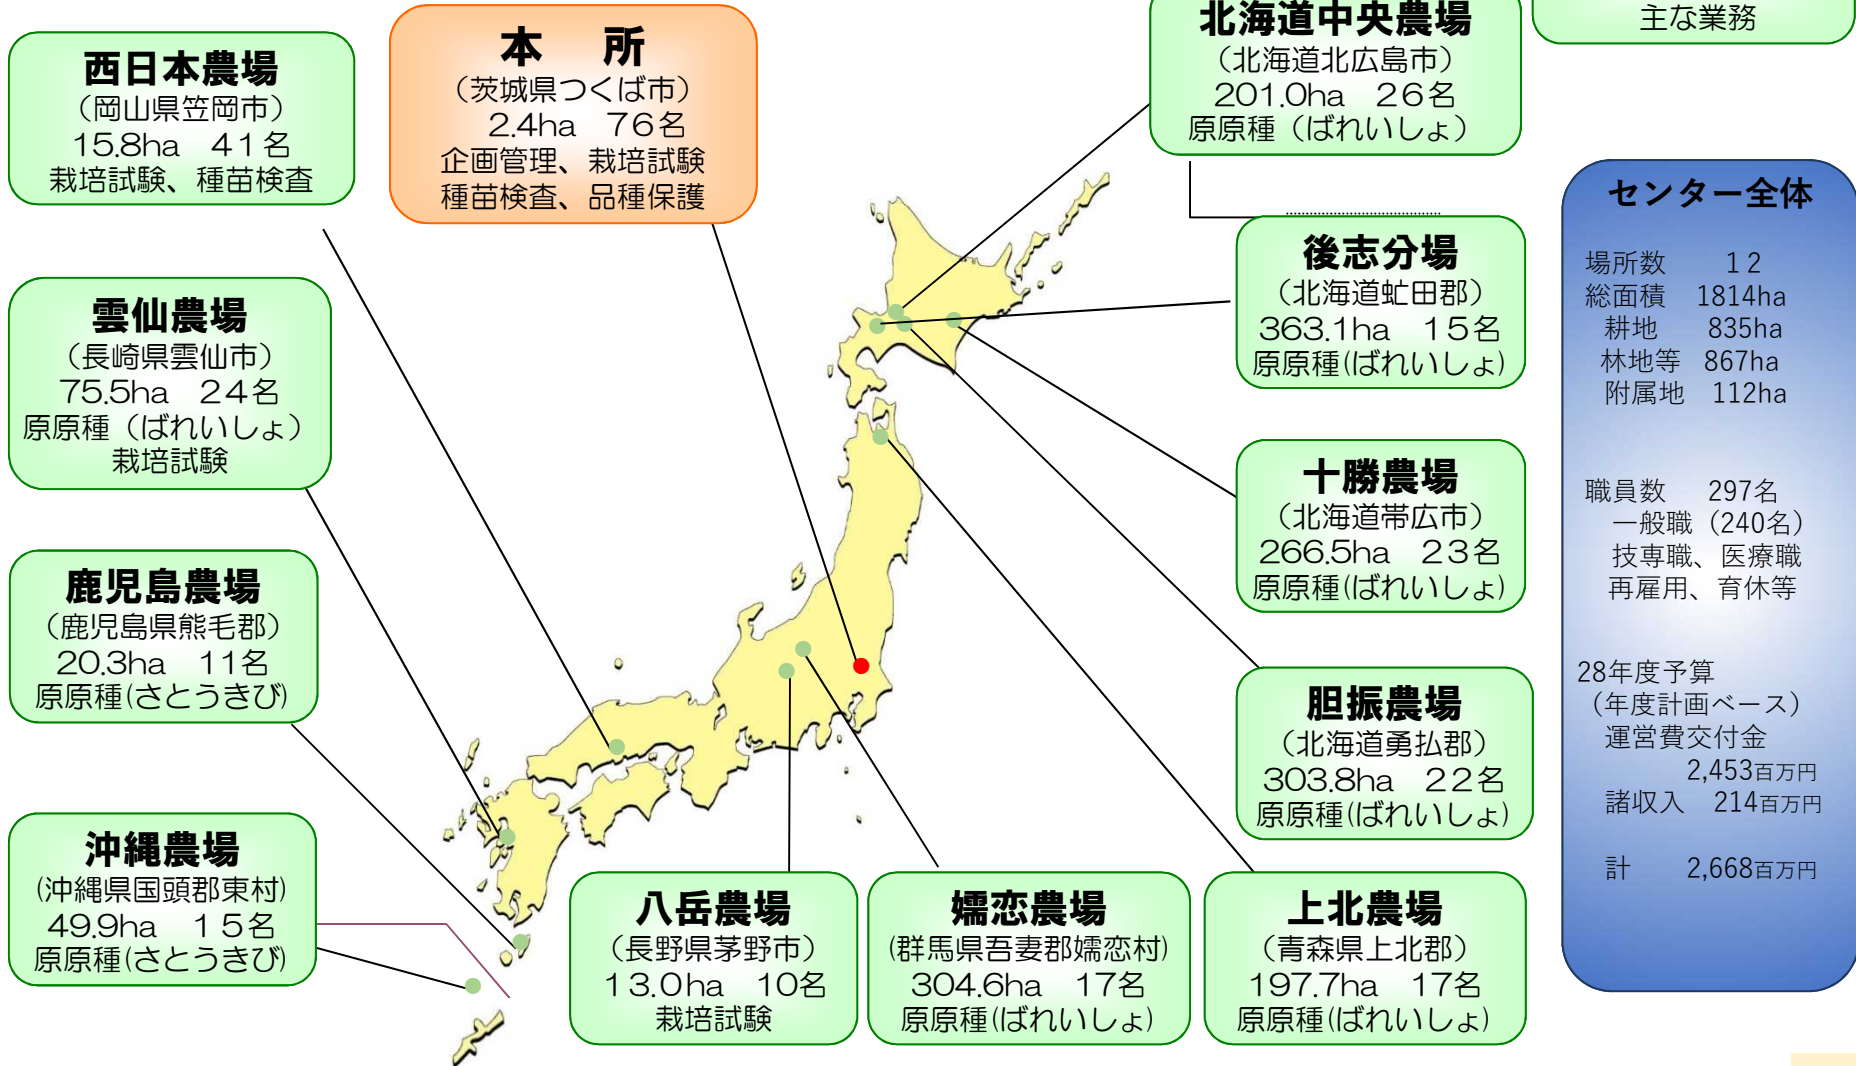 西日本農場
（岡山県笠岡市）
15.8ha　41名
栽培試験、種苗検査
本　所
（茨城県つくば市）
2.4ha　76名
企画管理、栽培試験
種苗検査、品種保護
北海道中央農場
（北海道北広島市）
201.0ha　26名
原原種（ばれいしょ）
主な業務
雲仙農場
（長崎県雲仙市）
75.5ha　24名
原原種（ばれいしょ）
栽培試験
後志分場
（北海道虻田郡）
363.1ha　15名
原原種(ばれいしょ)
十勝農場
（北海道帯広市）
266.5ha　23名
原原種(ばれいしょ)
鹿児島農場
（鹿児島県熊毛郡）
20.3ha　11名
原原種(さとうきび)
胆振農場
（北海道勇払郡）
303.8ha　22名
原原種(ばれいしょ)
沖縄農場
(沖縄県国頭郡東村)
49.9ha　15名
原原種(さとうきび)
八岳農場
（長野県茅野市）
13.0ha　10名
栽培試験
嬬恋農場
(群馬県吾妻郡嬬恋村)
304.6ha　17名
原原種(ばれいしょ)
上北農場
（青森県上北郡）
197.7ha　17名
原原種(ばれいしょ)
センター全体
場所数　12
総面積　1814ha
耕地　835ha
林地等　867ha
附属地　112ha
職員数　297名
一般職（240名）
技専職、医療職
再雇用、育休等
28年度予算
（年度計画ベース）
運営費交付金
2,453百万円
諸収入　214百万円
計　2,668百万円